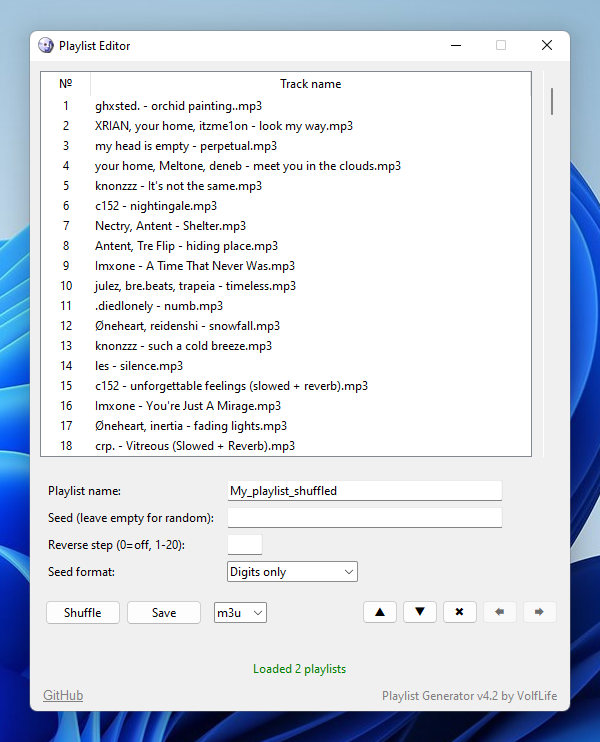 Playlist Editor
№ Track name
1 ghxsted. - orchid painting..mp3
2 XRIAN, your home, itzme1on - look my way.mp3
3 my head is empty - perpetual.mp3
4 your home, Meltone, deneb - meet you in the clouds.mp3
5 knonzzz - It's not the same.mp3
6 c152 - nightingale.mp3
7 Nectry, Antent - Shelter.mp3
8 Antent, Tre Flip - hiding place.mp3
9 Imxone - A Time That Never Was.mp3
10 julez, bre.beats, trapeia - timeless.mp3
11 .diedlonely - numb.mp3
12 Øneheart, reidenshi - snowfall.mp3
13 knonzzz - such a cold breeze.mp3
14 les - silence.mp3
15 c152 - unforgettable feelings (slowed + reverb).mp3
16 Imxone - You're Just A Mirage.mp3
17 Øneheart, inertia - fading lights.mp3
18 crp. - Vitreous (Slowed + Reverb).mp3
Playlist name: My_playlist_shuffled
Seed (leave empty for random):
Reverse step (0=off, 1-20):
Seed format: Digits only
Shuffle Save m3u
Loaded 2 playlists
GitHub Playlist Generator v4.2 by VolfLife